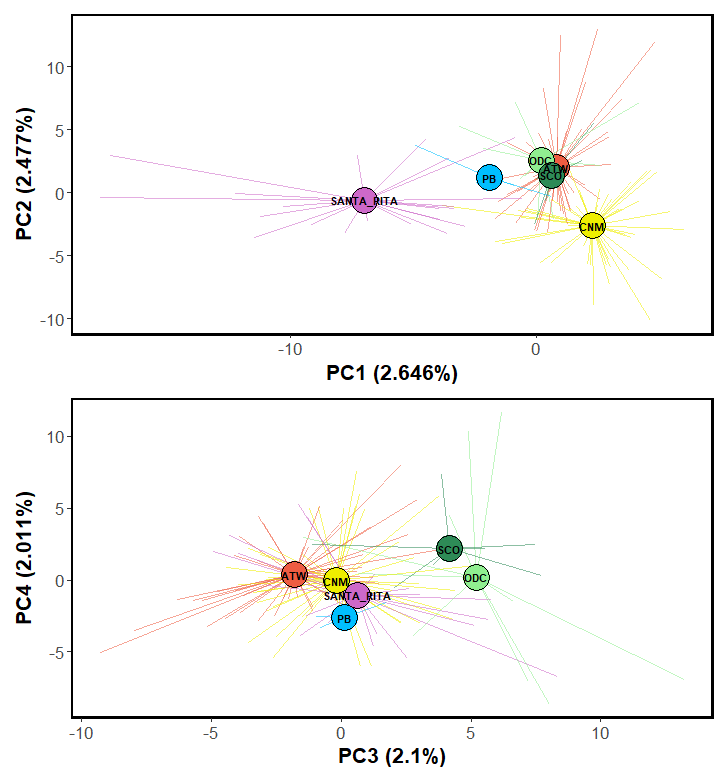 10
5
0
-5
-10
PC2 (2.477%)
ODC
ATW
SCO
PB
SANTA_RITA
CNM
-10
0
PC1 (2.646%)
10
5
0
-5
PC4 (2.011%)
SCO
ATW
CNM
ODC
SANTA_RITA
PB
-10
-5
0
5
10
PC3 (2.1%)